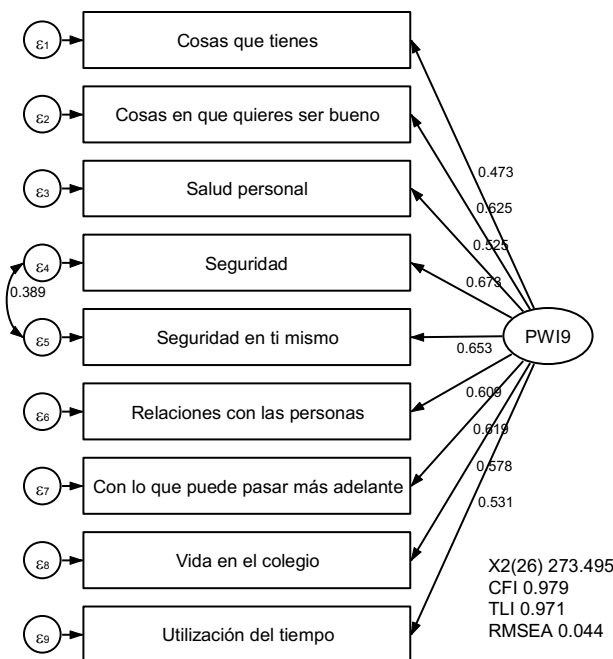 ε1
Cosas que tienes
ε2
Cosas en que quieres ser bueno
ε3
Salud personal
ε4
Seguridad
0.389
ε5
Seguridad en ti mismo
ε6
Relaciones con las personas
ε7
Con lo que puede pasar más adelante
ε8
Vida en el colegio
ε9
Utilización del tiempo
0.473
0.625
0.525
0.673
0.653
0.609
0.619
0.578
0.531
PWI9
X2(26) 273.495
CFI 0.979
TLI 0.971
RMSEA 0.044